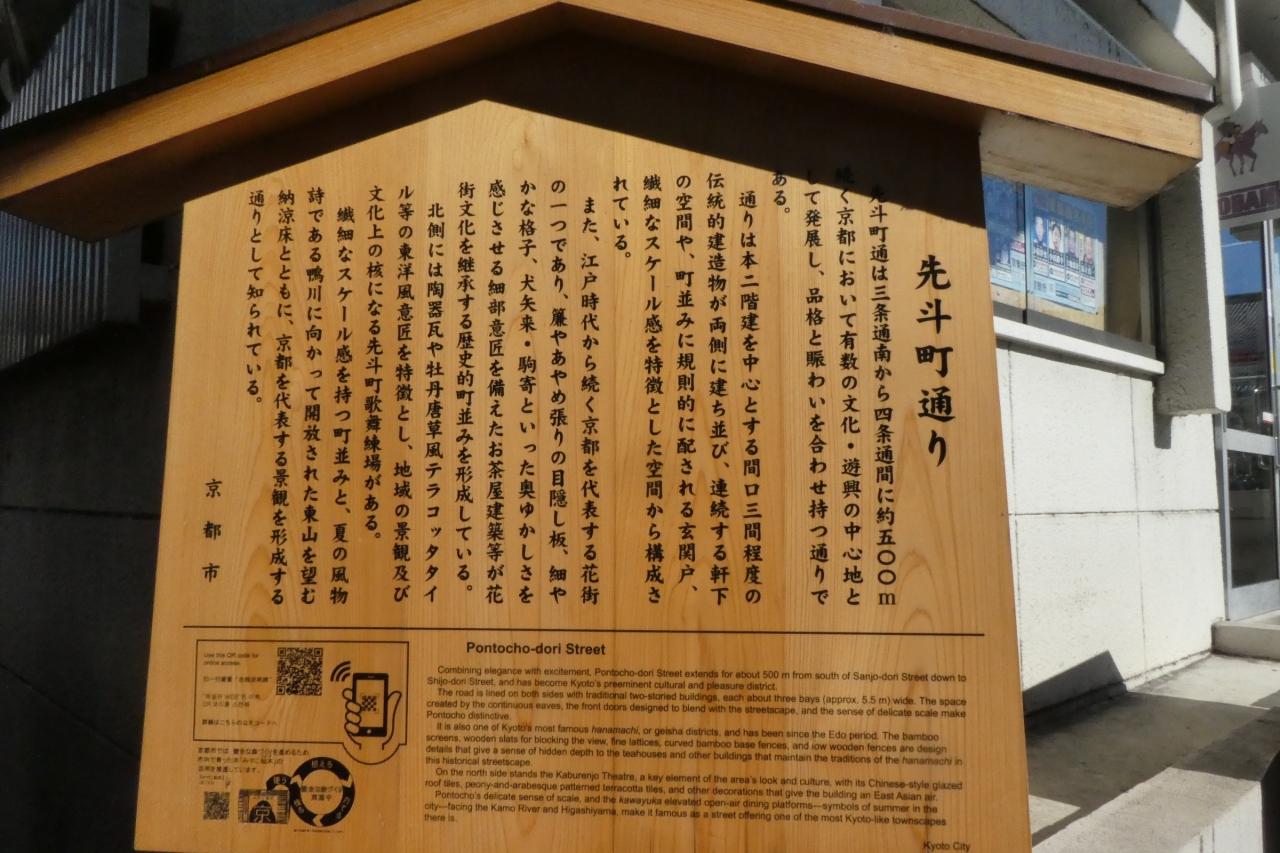 先斗町通り
先斗町通は三条通南から四条通間に約五〇〇m
続く京都において有数の文化・遊興の中心地と
して発展し、品格と賑わいを合わせ持つ通りで
ある。
通りは本二階建を中心とする間口三間程度の
伝統的建造物が両側に建ち並び、連続する軒下
の空間や、町並みに規則的に配される玄関戸、
繊細なスケール感を特徴とした空間から構成さ
れている。
また、江戸時代から続く京都を代表する花街
の一つであり、簾やあやめ張りの目隠し板、細や
かな格子、犬矢来・駒寄といった奥ゆかしさを
感じさせる細部意匠を備えたお茶屋建築等が花
街文化を継承する歴史的町並みを形成している。
北側には陶器瓦や牡丹唐草風テラコッタタイ
ル等の東洋風意匠を特徴とし、地域の景観及び
文化上の核になる先斗町歌舞練場がある。
繊細なスケール感を持つ町並みと、夏の風物
詩である鴨川に向かって開放された東山を望む
納涼床とともに、京都を代表する景観を形成する
通りとして知られている。
京都市
Pontocho-dori Street
Combining elegance with excitement, Pontocho-dori Street extends for about 500 m from south of Sanjo-dori Street down to
Shijo-dori Street, and has become Kyoto's preeminent cultural and pleasure district.
The road is lined on both sides with traditional two-storied buildings, each about three bays (approx. 5.5 m) wide. The space
created by the continuous eaves, the front doors designed to blend with the streetscape, and the sense of delicate scale make
Pontocho distinctive.
It is also one of Kyoto's most famous hanamachi, or geisha districts, and has been since the Edo period. The bamboo
screens, wooden slats for blocking the view, fine lattices, curved bamboo base fences, and low wooden fences are design
details that give a sense of hidden depth to the teahouses and other buildings that maintain the traditions of the hanamachi in
this historical streetscape.
On the north side stands the Kaburenjo Theatre, a key element of the area's look and culture, with its Chinese-style glazed
roof tiles, peony-and-arabesque patterned terracotta tiles, and other decorations that give the building an East Asian air.
Pontocho's delicate sense of scale, and the kawayuka elevated open-air dining platforms—symbols of summer in the
city—facing the Kamo River and Higashiyama, make it famous as a street offering one of the most Kyoto-like townscapes
there is.
Kyoto City
Use this QR code for
online access.
詳細はこちらの公式コードへ